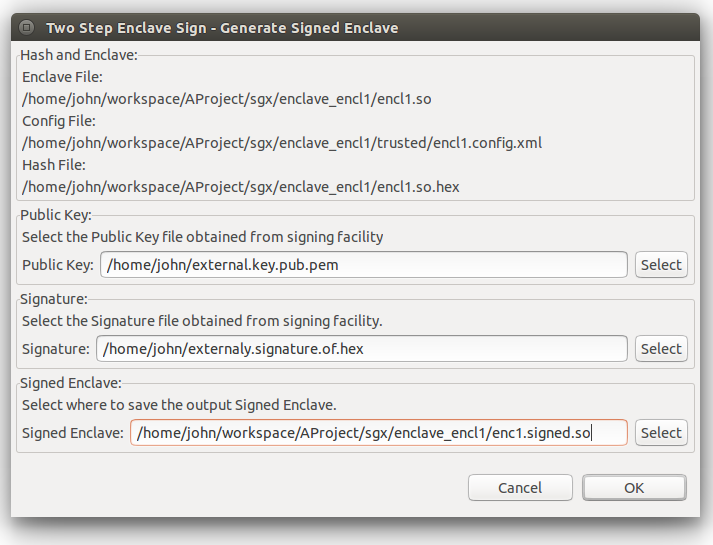 Two Step Enclave Sign - Generate Signed Enclave
Hash and Enclave:
Enclave File:
/home/john/workspace/AProject/sgx/enclave_encl1/encl1.so
Config File:
/home/john/workspace/AProject/sgx/enclave_encl1/trusted/encl1.config.xml
Hash File:
/home/john/workspace/AProject/sgx/enclave_encl1/encl1.so.hex
Public Key:
Select the Public Key file obtained from signing facility
Public Key: /home/john/external.key.pub.pem Select
Signature:
Select the Signature file obtained from signing facility.
Signature: /home/john/externaly.signature.of.hex Select
Signed Enclave:
Select where to save the output Signed Enclave.
Signed Enclave: /home/john/workspace/AProject/sgx/enclave_encl1/enc1.signed.so Select
Cancel OK